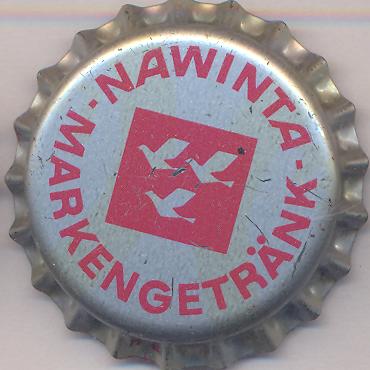 · NAWINTA ·
MARKENGETRÄNK